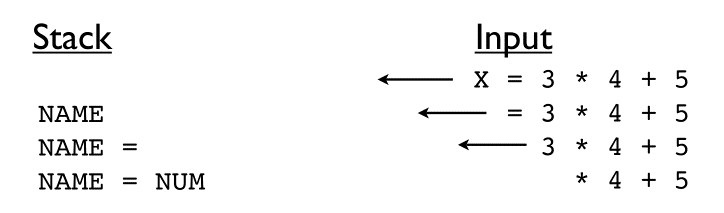 Stack Input
X = 3 * 4 + 5
NAME = 3 * 4 + 5
NAME = 3 * 4 + 5
NAME = NUM * 4 + 5